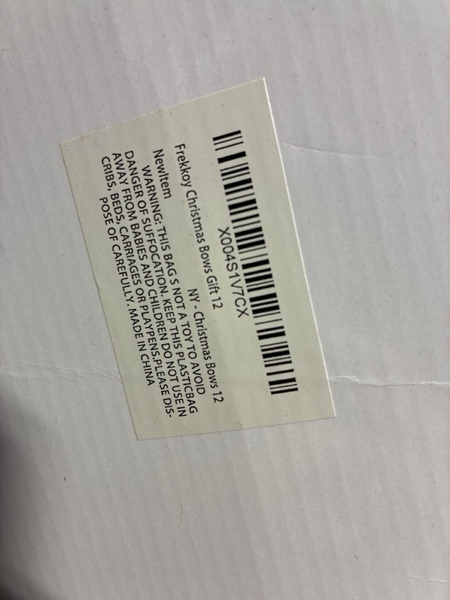 X004S1V7CX
Frekkoy Christmas Bows Gift 12
NY - Christmas Bows 12
NewItem
WARNING: THIS BAG S NOT A TOY TO AVOID
DANGER OF SUFFOCATION. KEEP THIS PLASTICBAG
AWAY FROM BABIES AND CHILDREN DO NOT USE IN
CRIBS, BEDS, CARRIAGES OR PLAYPENS.PLEASE DIS-
POSE OF CAREFULLY. MADE IN CHINA